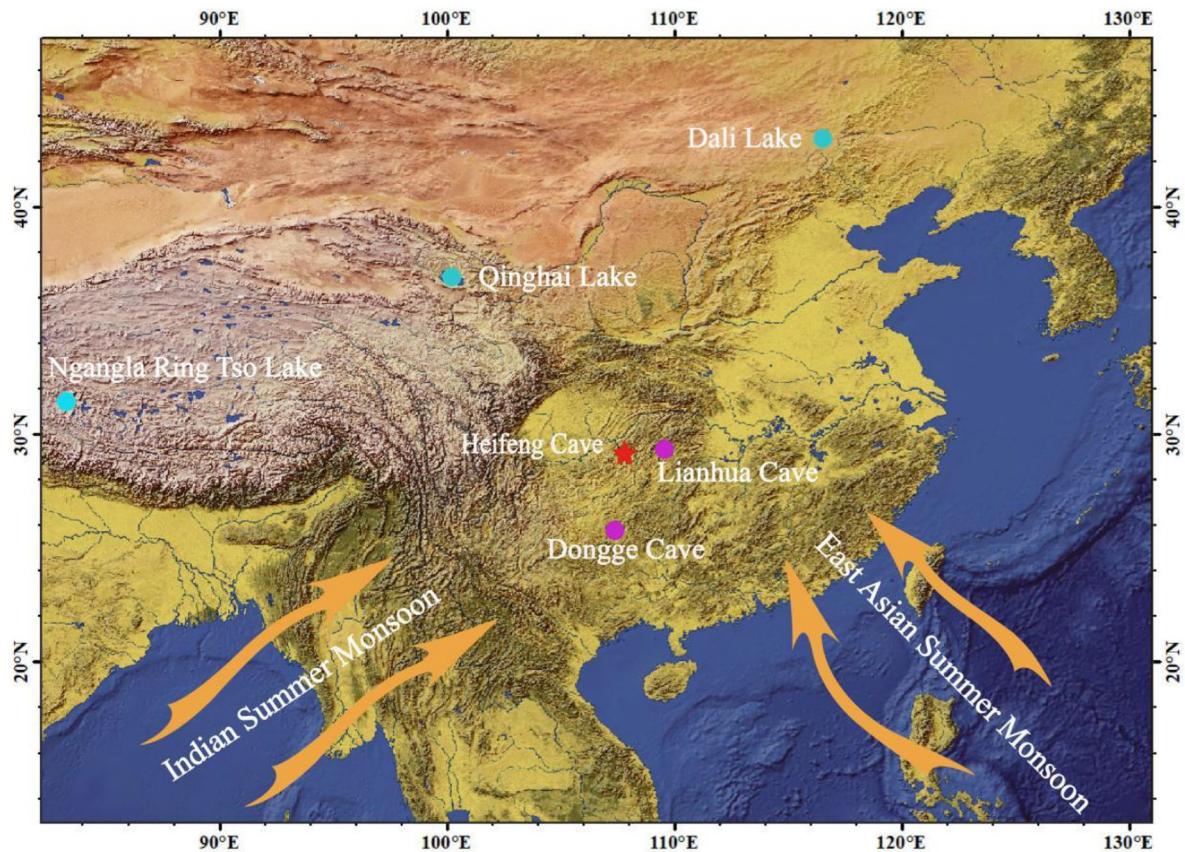 90°E
100°E
110°E
120°E
130°E
Dali Lake
40°N
40°N
Qinghai Lake
Ngangla Ring Tso Lake
30°N
30°N
Heifeng Cave
Lianhua Cave
Dongge Cave
East Asian Summer Monsoon
Indian Summer Monsoon
20°N
20°N
90°E
100°E
110°E
120°E
130°E